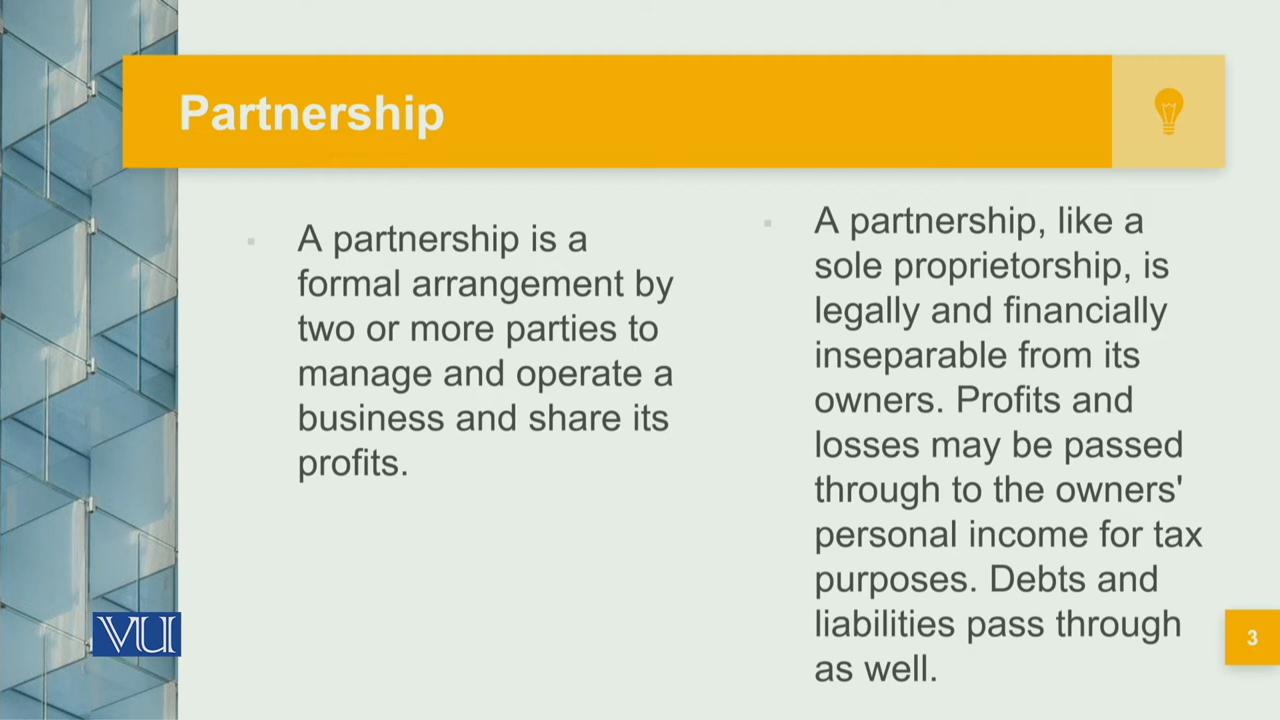 Partnership
A partnership is a
formal arrangement by
two or more parties to
manage and operate a
business and share its
profits.
A partnership, like a
sole proprietorship, is
legally and financially
inseparable from its
owners. Profits and
losses may be passed
through to the owners'
personal income for tax
purposes. Debts and
liabilities pass through
as well.
VU
3